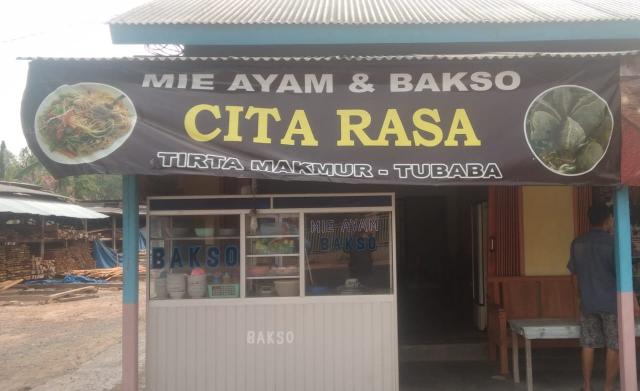 MIE AYAM & BAKSO
CITA RASA
TIRTA MAKMUR - TUBABA
BAKSO
MIE AYAM
BAKSO
BAKSO